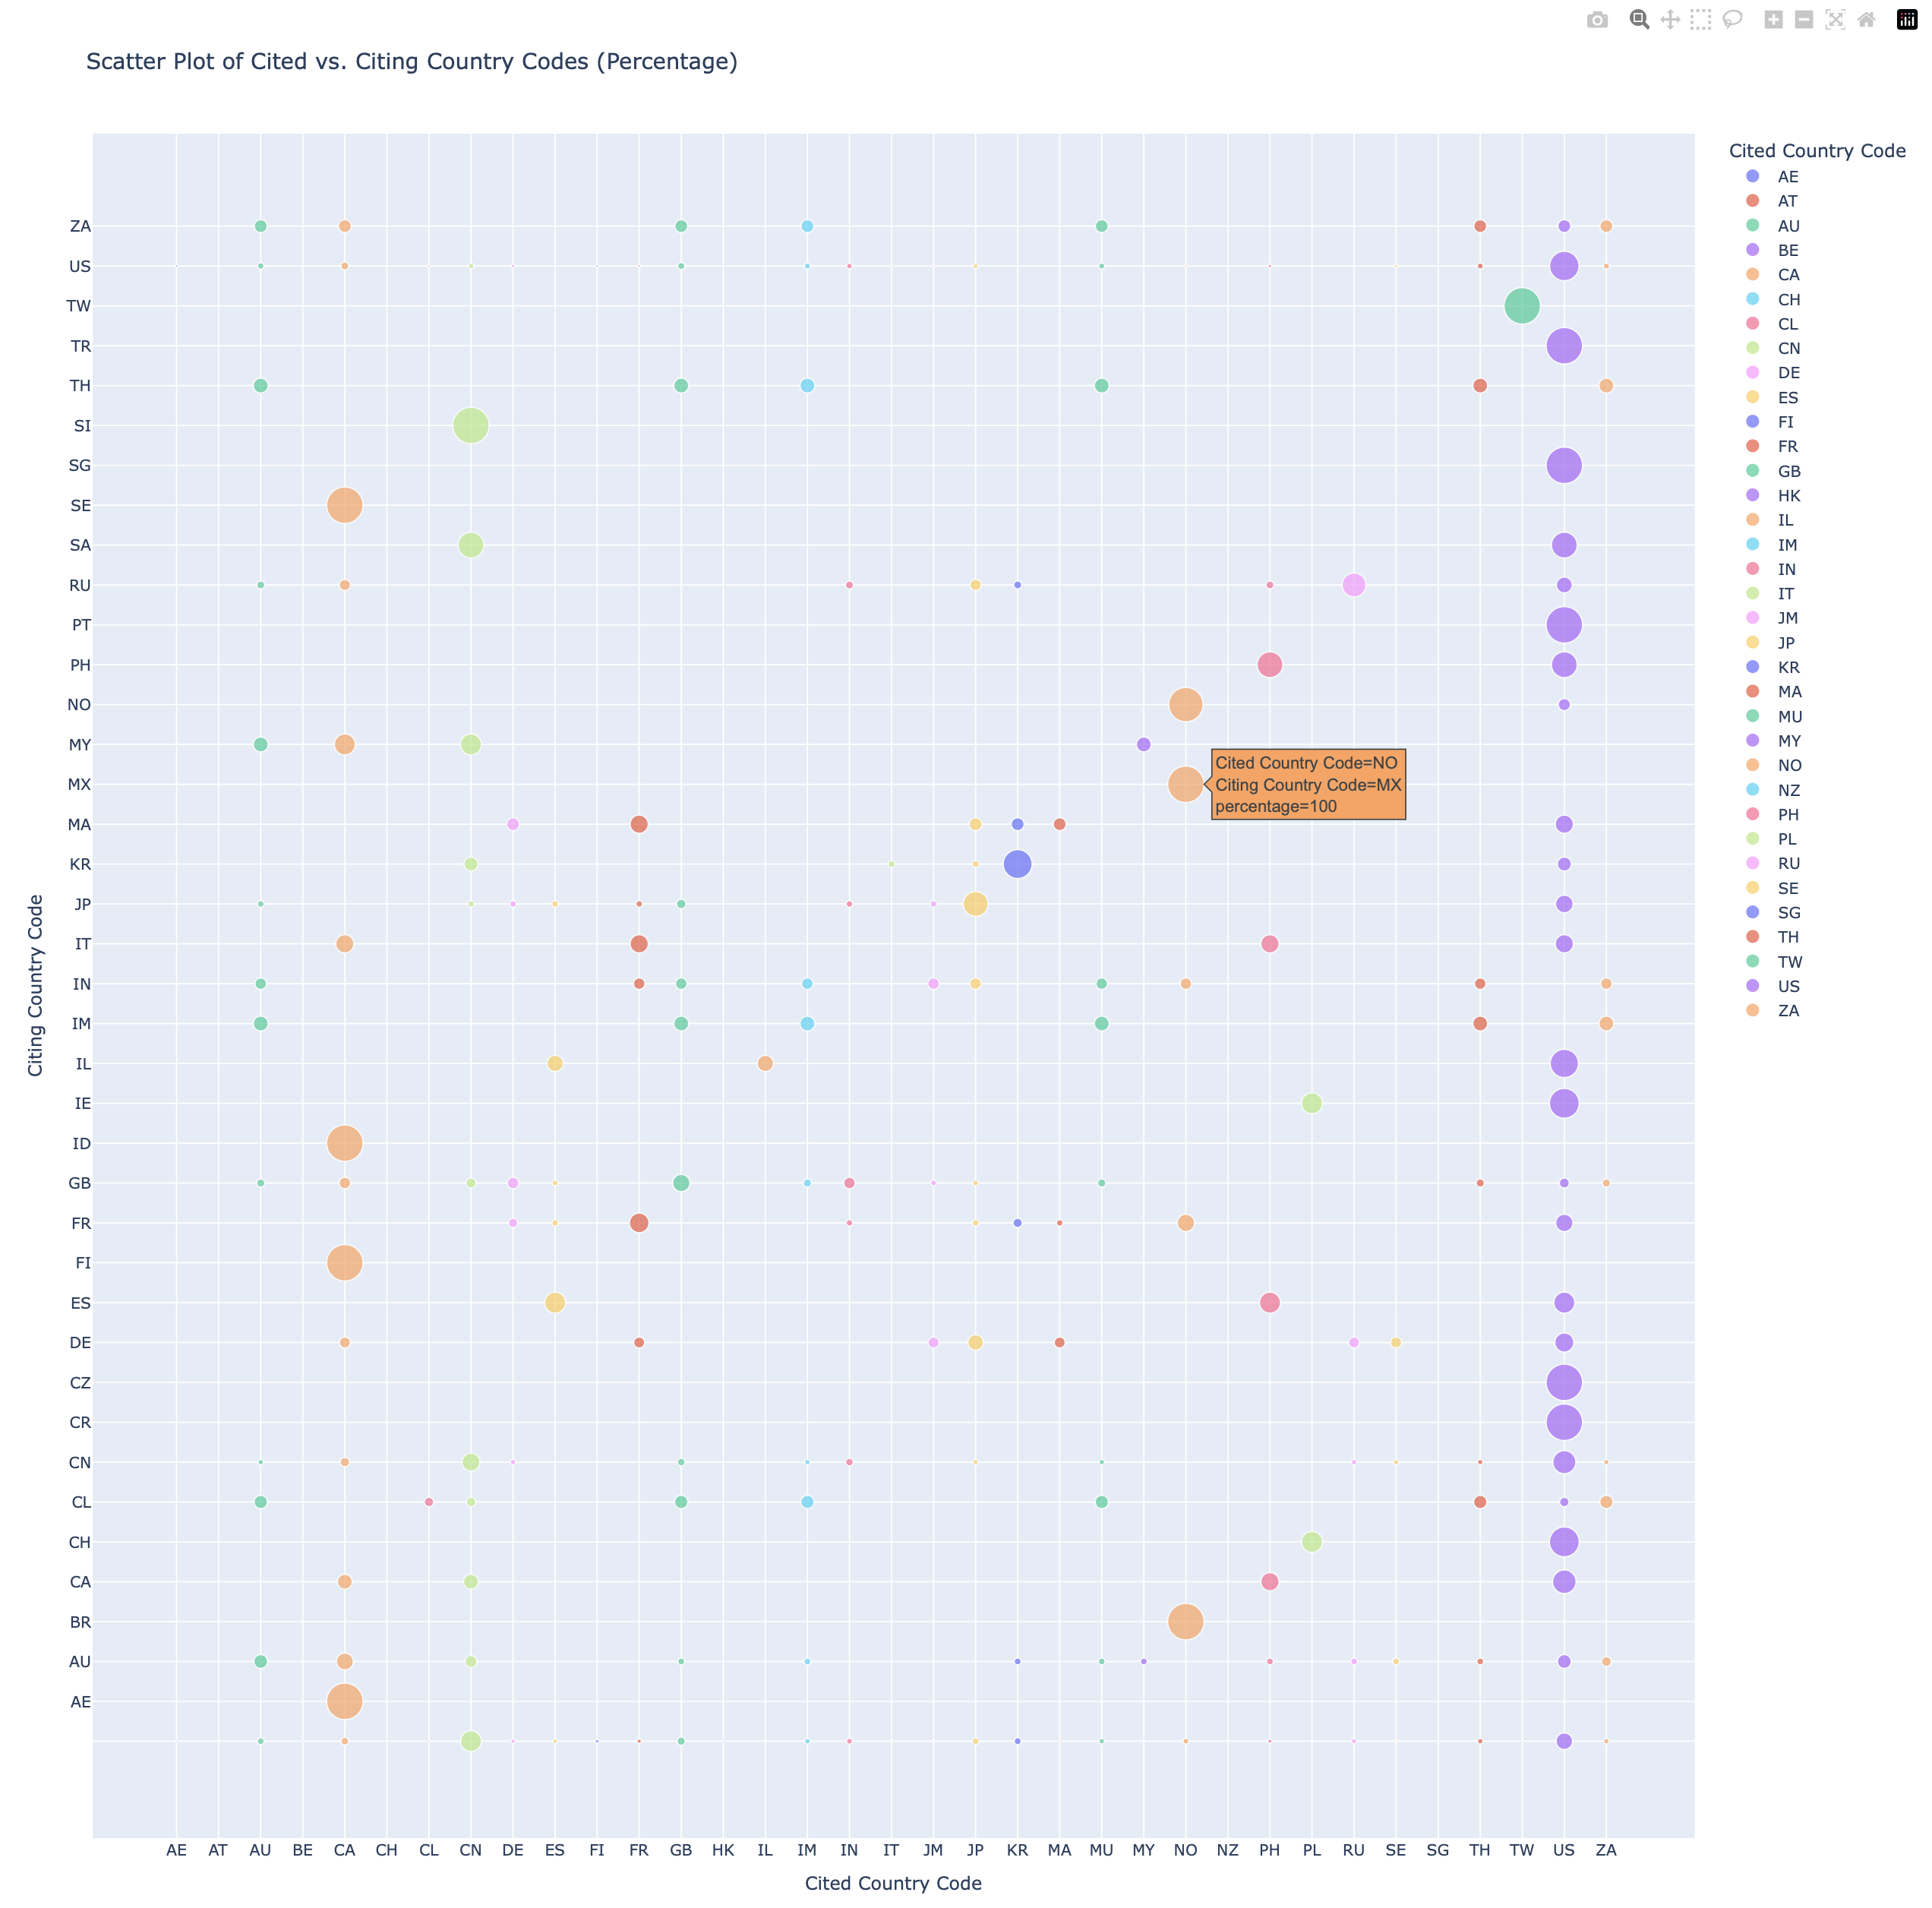 Scatter Plot of Cited vs. Citing Country Codes (Percentage)
Cited Country Code
AE
AT
AU
BE
CA
CH
CL
CN
DE
ES
FI
FR
GB
HK
IL
IM
IN
IT
JM
JP
KR
MA
MU
MY
NO
NZ
PH
PL
RU
SE
SG
TH
TW
US
ZA
Citing Country Code
ZA
US
TW
TR
TH
SI
SG
SE
SA
RU
PT
PH
NO
MY
MX
MA
KR
JP
IT
IN
IM
IL
IE
ID
GB
FR
FI
ES
DE
CZ
CR
CN
CL
CH
CA
BR
AU
AE
Cited Country Code=NO
Citing Country Code=MX
percentage=100
AE AT AU BE CA CH CL CN DE ES FI FR GB HK IL IM IN IT JM JP KR MA MU MY NO NZ PH PL RU SE SG TH TW US ZA
Cited Country Code